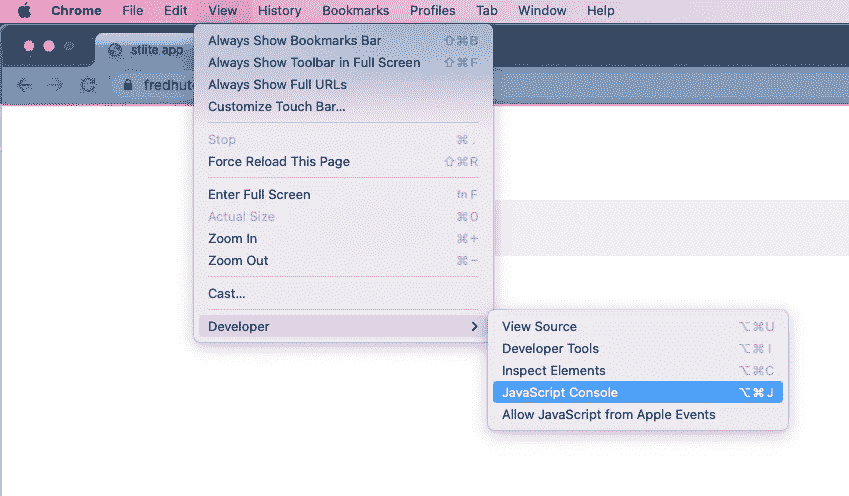 Chrome File Edit View History Bookmarks Profiles Tab Window Help
stlite app
fredhutc
Always Show Bookmarks Bar ⇧⌘B
Always Show Toolbar in Full Screen ⇧⌘F
Always Show Full URLs
Customize Touch Bar...
Stop ⌘.
Force Reload This Page ⇧⌘R
Enter Full Screen fn F
Actual Size ⌘0
Zoom In ⌘+
Zoom Out ⌘−
Cast...
Developer
View Source ⌥⌘U
Developer Tools ⌥⌘I
Inspect Elements ⌥⌘C
JavaScript Console ⌥⌘J
Allow JavaScript from Apple Events